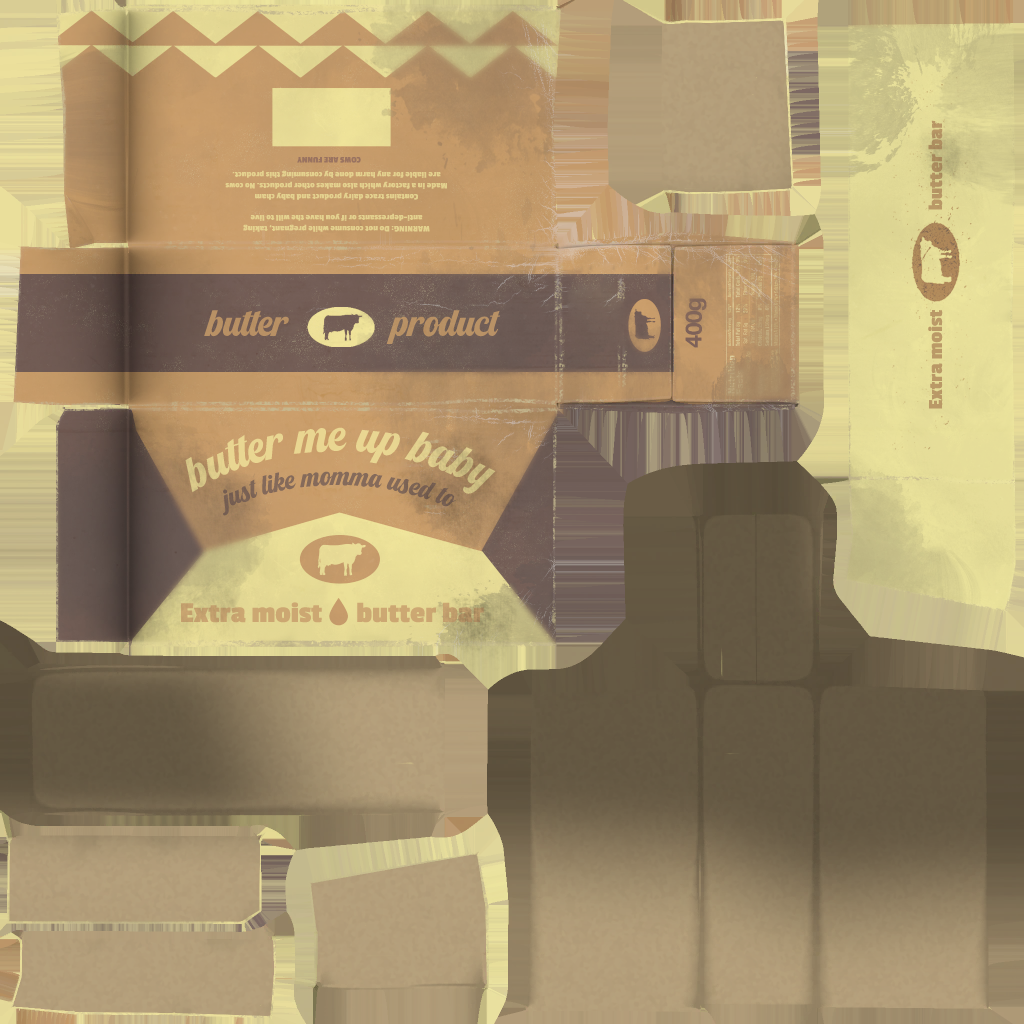 COWS ARE FUNNY
are liable for any harm done by consuming this product.
Made in a factory which also makes other products. No cows
Contains trace dairy product and baby cham
anti-depressants or if you have the will to live
WARNING: Do not consume while pregnant, taking
butter product
400g
butter me up baby
just like momma used to
Extra moist butter bar
Extra moist butter bar